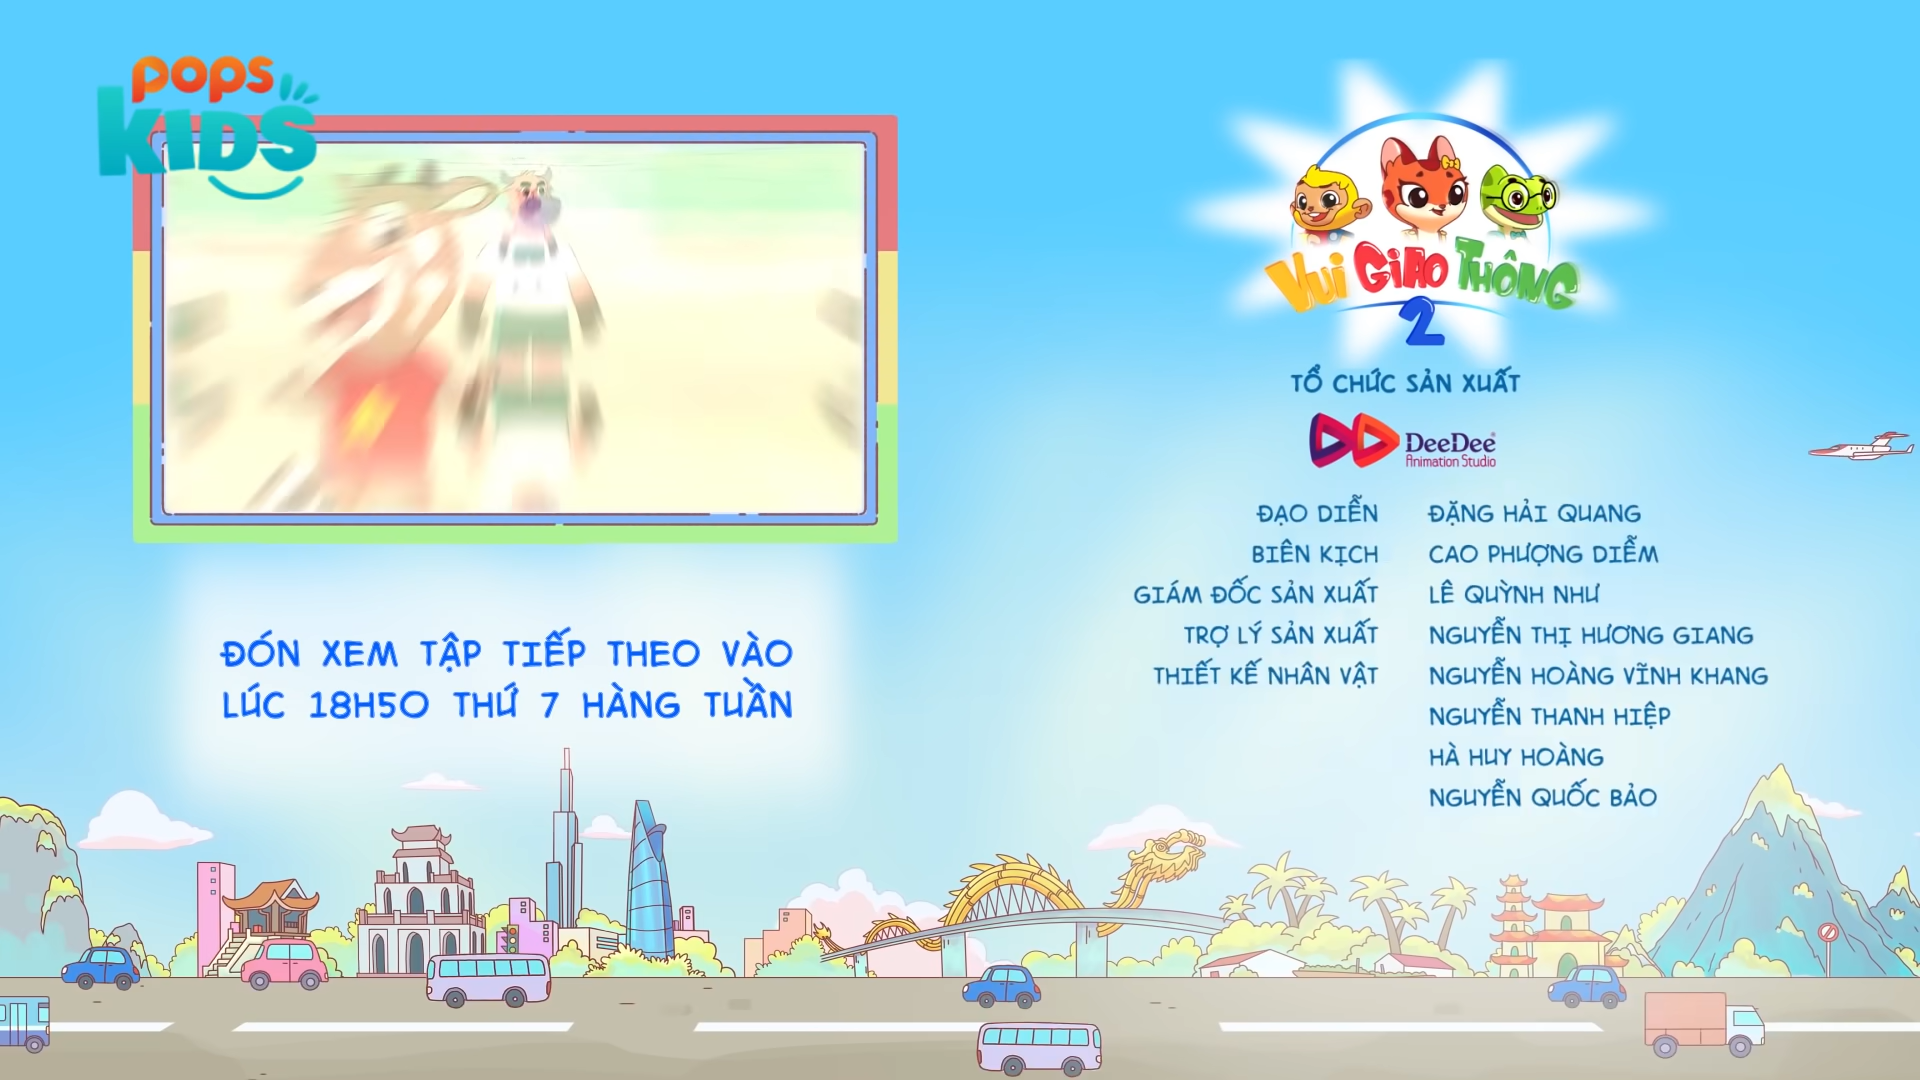 POPS
KIDS
VUI GIAO THÔNG
2
TỔ CHỨC SẢN XUẤT
DeeDee
Animation Studio
ĐẠO DIỄN ĐẶNG HẢI QUANG
BIÊN KỊCH CAO PHƯỢNG DIỄM
GIÁM ĐỐC SẢN XUẤT LÊ QUỲNH NHƯ
TRỢ LÝ SẢN XUẤT NGUYỄN THỊ HƯƠNG GIANG
THIẾT KẾ NHÂN VẬT NGUYỄN HOÀNG VĨNH KHANG
NGUYỄN THANH HIỆP
HÀ HUY HOÀNG
NGUYỄN QUỐC BẢO
ĐÓN XEM TẬP TIẾP THEO VÀO
LÚC 18H50 THỨ 7 HÀNG TUẦN